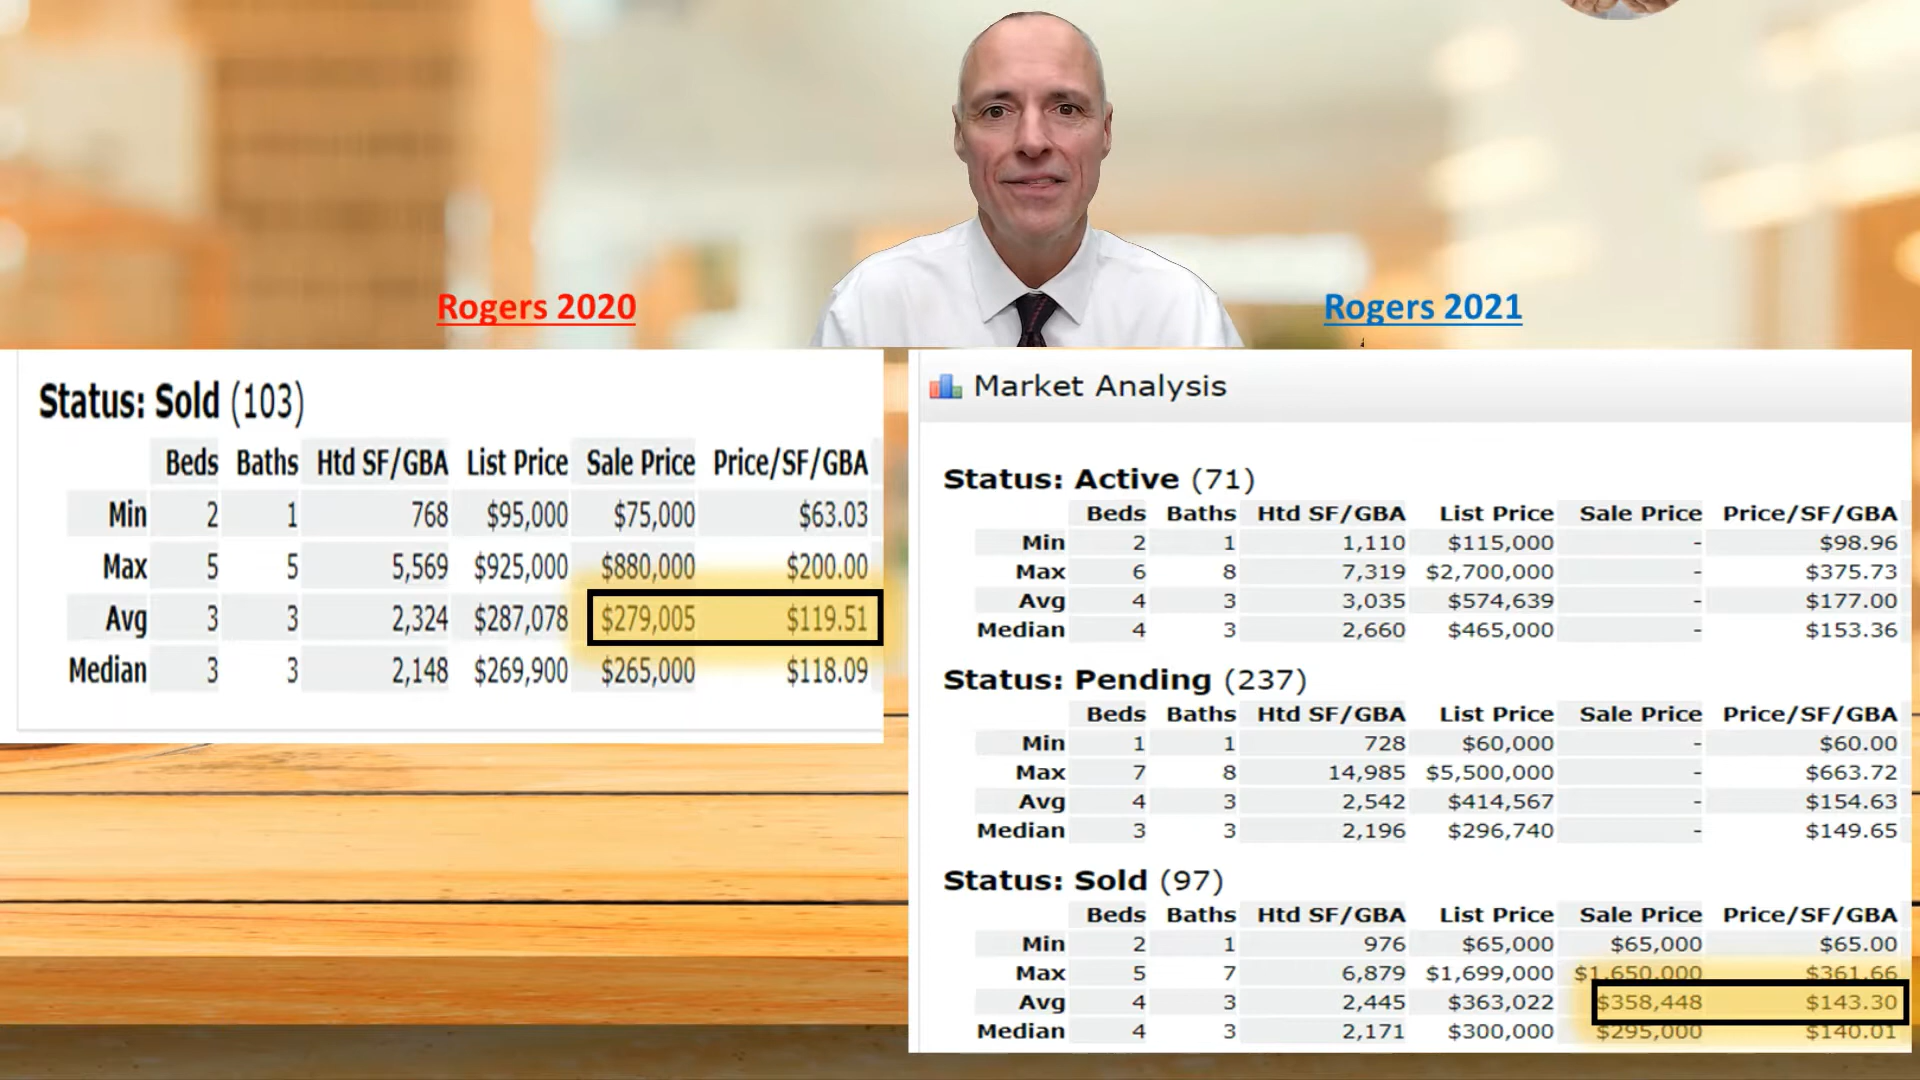 Rogers 2020
Rogers 2021
Status: Sold (103)
Beds Baths Htd SF/GBA List Price Sale Price Price/SF/GBA
Min 2 1 768 $95,000 $75,000 $63.03
Max 5 5 5,569 $925,000 $880,000 $200.00
Avg 3 3 2,324 $287,078 $279,005 $119.51
Median 3 3 2,148 $269,900 $265,000 $118.09
Market Analysis
Status: Active (71)
Beds Baths Htd SF/GBA List Price Sale Price Price/SF/GBA
Min 2 1 1,110 $115,000 - $98.96
Max 6 8 7,319 $2,700,000 - $375.73
Avg 4 3 3,035 $574,639 - $177.00
Median 4 3 2,660 $465,000 - $153.36
Status: Pending (237)
Beds Baths Htd SF/GBA List Price Sale Price Price/SF/GBA
Min 1 1 728 $60,000 - $60.00
Max 7 8 14,985 $5,500,000 - $663.72
Avg 4 3 2,542 $414,567 - $154.63
Median 3 3 2,196 $296,740 - $149.65
Status: Sold (97)
Beds Baths Htd SF/GBA List Price Sale Price Price/SF/GBA
Min 2 1 976 $65,000 $65,000 $65.00
Max 5 7 6,879 $1,699,000 $1,650,000 $361.66
Avg 4 3 2,445 $363,022 $358,448 $143.30
Median 4 3 2,171 $300,000 $295,000 $140.01